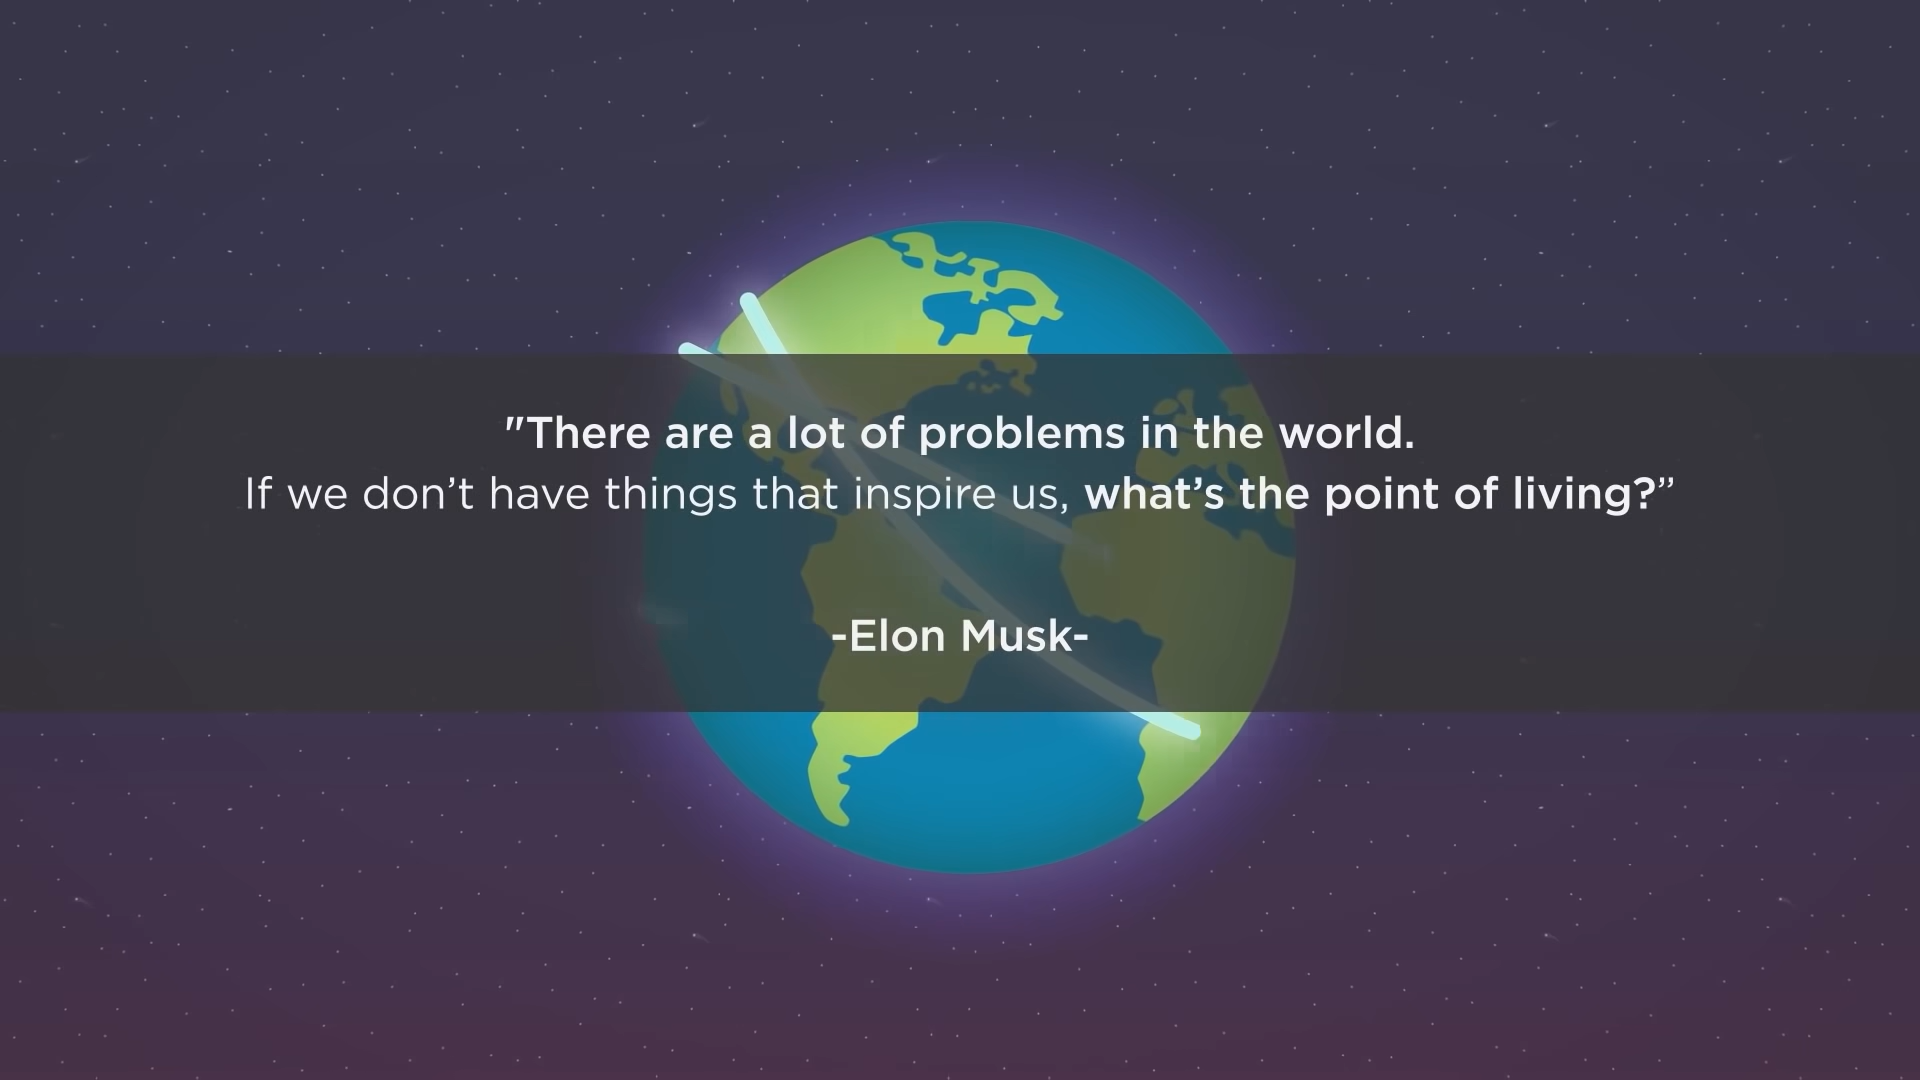 "There are a lot of problems in the world.
If we don’t have things that inspire us, what’s the point of living?”
-Elon Musk-